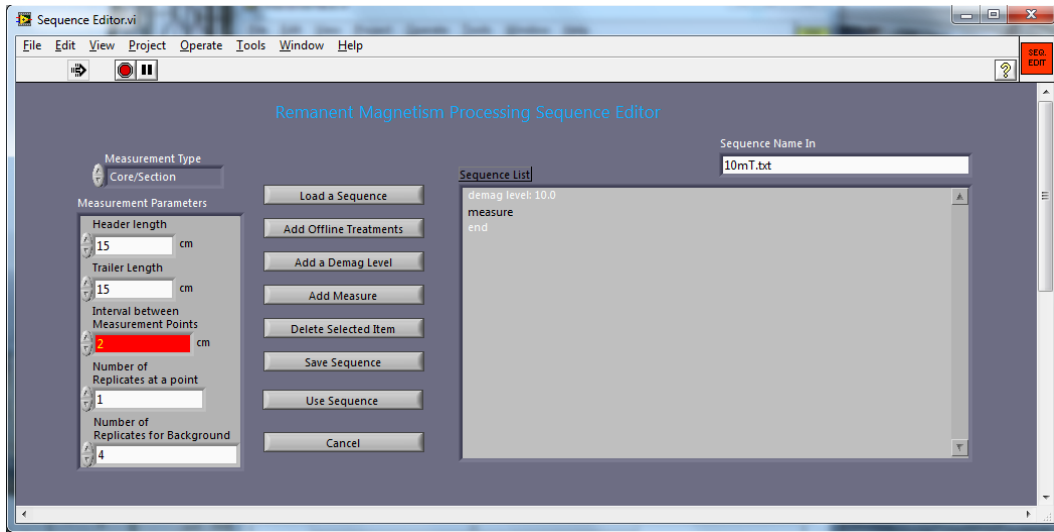 Sequence Editor.vi
File Edit View Project Operate Tools Window Help
SEQ.
EDIT
Remanent Magnetism Processing Sequence Editor
Sequence Name In
10mT.txt
Measurement Type
Core/Section
Measurement Parameters
Header length
15 cm
Trailer Length
15 cm
Interval between
Measurement Points
2 cm
Number of
Replicates at a point
1
Number of
Replicates for Background
4
Load a Sequence
Add Offline Treatments
Add a Demag Level
Add Measure
Delete Selected Item
Save Sequence
Use Sequence
Cancel
Sequence List
demag level: 10.0
measure
end